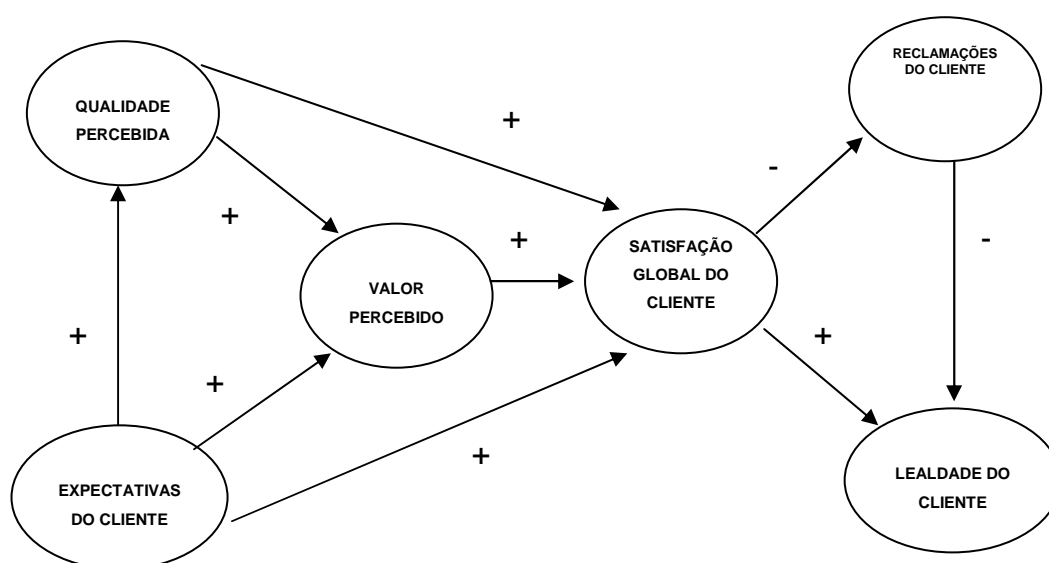 RECLAMAÇÕES
DO CLIENTE
QUALIDADE
PERCEBIDA
+
-
+
+
SATISFAÇÃO
GLOBAL DO
CLIENTE
-
VALOR
PERCEBIDO
+
+
+
+
LEALDADE DO
CLIENTE
EXPECTATIVAS
DO CLIENTE